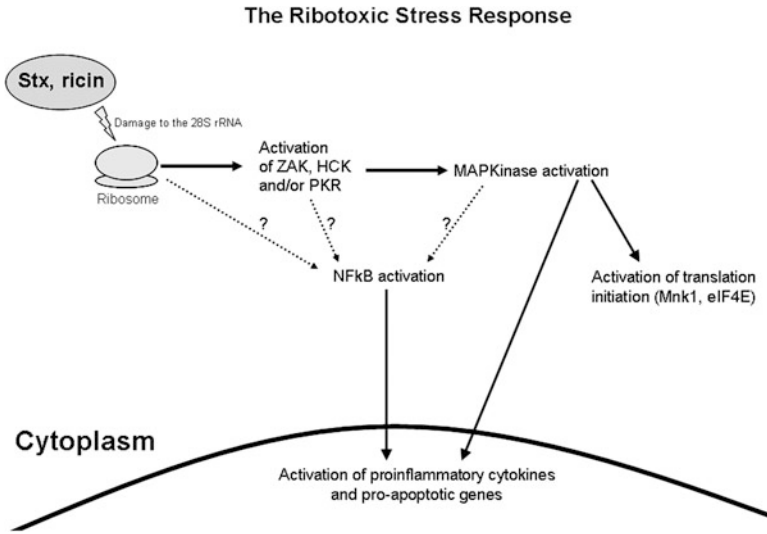 The Ribotoxic Stress Response
Stx, ricin
Damage to the 28S rRNA
Ribosome
Activation
of ZAK, HCK
and/or PKR
MAPKinase activation
?
?
?
NFkB activation
Activation of translation
initiation (Mnk1, eIF4E)
Cytoplasm
Activation of proinflammatory cytokines
and pro-apoptotic genes